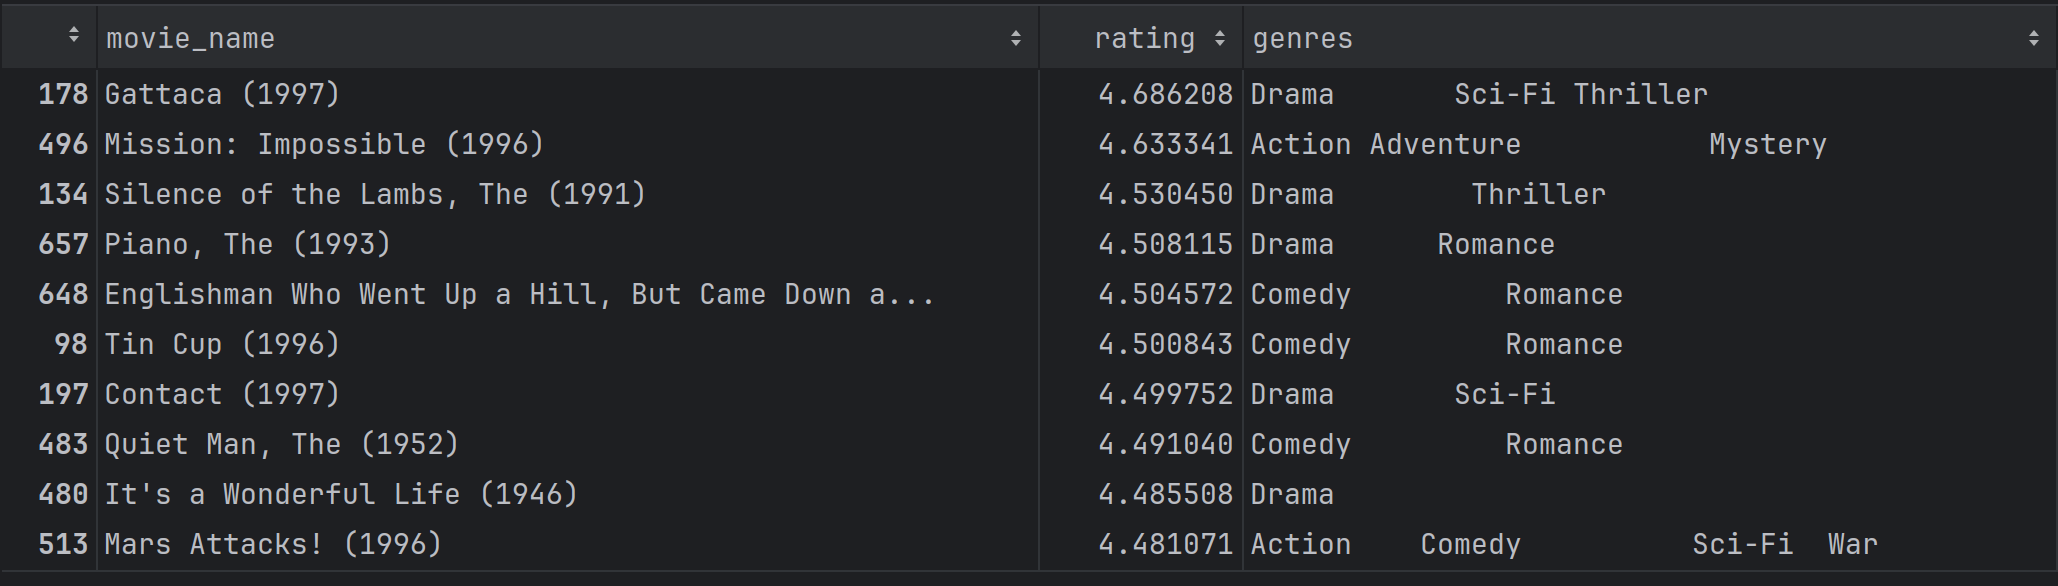 movie_name rating genres
178 Gattaca (1997) 4.686208 Drama Sci-Fi Thriller
496 Mission: Impossible (1996) 4.633341 Action Adventure Mystery
134 Silence of the Lambs, The (1991) 4.530450 Drama Thriller
657 Piano, The (1993) 4.508115 Drama Romance
648 Englishman Who Went Up a Hill, But Came Down a... 4.504572 Comedy Romance
98 Tin Cup (1996) 4.500843 Comedy Romance
197 Contact (1997) 4.499752 Drama Sci-Fi
483 Quiet Man, The (1952) 4.491040 Comedy Romance
480 It's a Wonderful Life (1946) 4.485508 Drama
513 Mars Attacks! (1996) 4.481071 Action Comedy Sci-Fi War